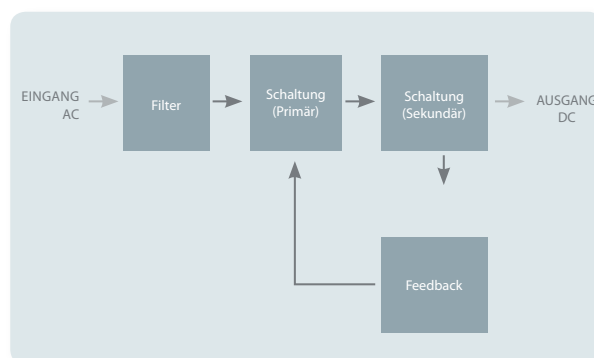 EINGANG
AC
Filter
Schaltung
(Primär)
Schaltung
(Sekundär)
AUSGANG
DC
Feedback